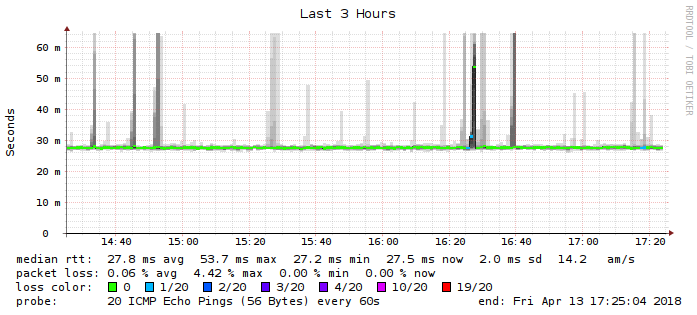 Last 3 Hours
RRDTOOL / TOBI OETIKER
Seconds
60 m
50 m
40 m
30 m
20 m
10 m
0
14:40 15:00 15:20 15:40 16:00 16:20 16:40 17:00 17:20
median rtt: 27.8 ms avg 53.7 ms max 27.2 ms min 27.5 ms now 2.0 ms sd 14.2 am/s
packet loss: 0.06 % avg 4.42 % max 0.00 % min 0.00 % now
loss color: 0 1/20 2/20 3/20 4/20 10/20 19/20
probe: 20 ICMP Echo Pings (56 Bytes) every 60s end: Fri Apr 13 17:25:04 2018